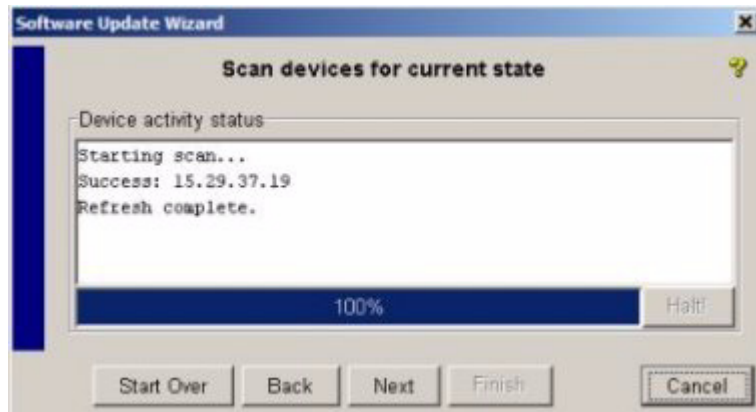 Software Update Wizard
Scan devices for current state
Device activity status
Starting scan...
Success: 15.29.37.19
Refresh complete.
100%
Halt!
Start Over
Back
Next
Finish
Cancel